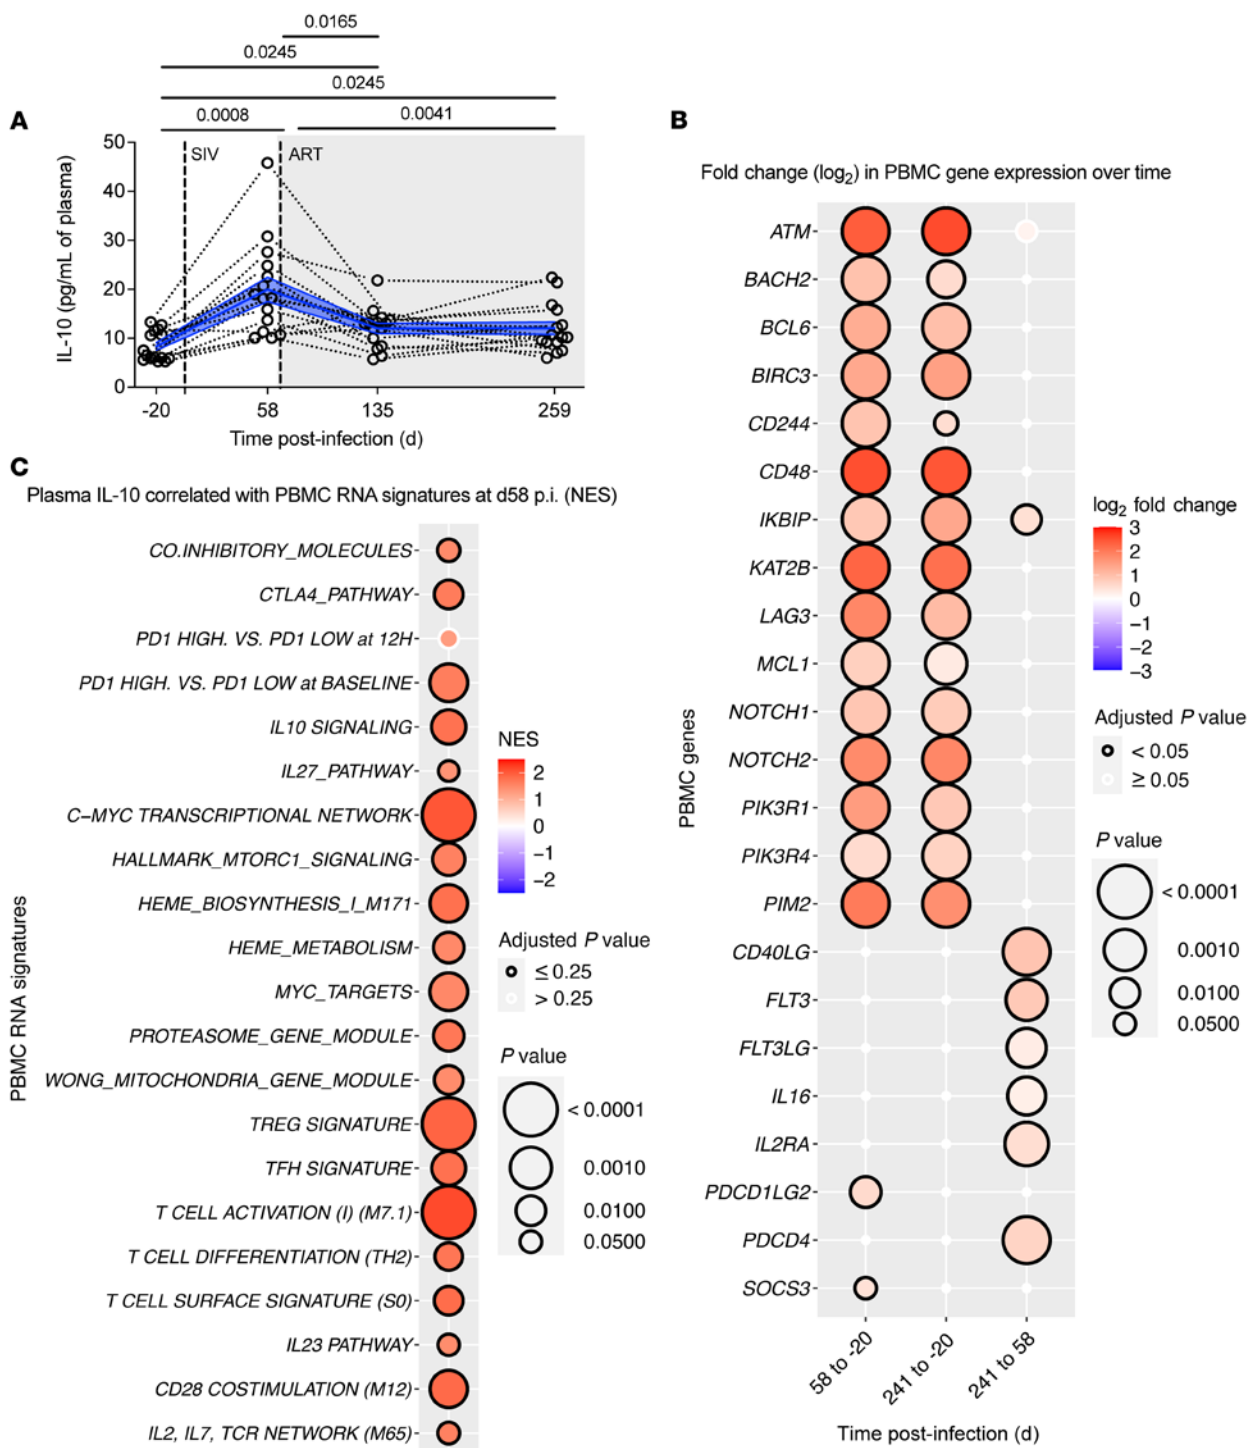 0.0165
0.0245
0.0245
0.0008
0.0041
A
IL-10 (pg/mL of plasma)
50
40
30
20
10
0
SIV
ART
-20
58
135
259
Time post-infection (d)
B
Fold change (log2) in PBMC gene expression over time
PBMC genes
ATM
BACH2
BCL6
BIRC3
CD244
CD48
IKBIP
KAT2B
LAG3
MCL1
NOTCH1
NOTCH2
PIK3R1
PIK3R4
PIM2
CD40LG
FLT3
FLT3LG
IL16
IL2RA
PDCD1LG2
PDCD4
SOCS3
58 to -20
241 to -20
241 to 58
Time post-infection (d)
log2 fold change
3
2
1
0
−1
−2
−3
Adjusted P value
< 0.05
≥ 0.05
P value
< 0.0001
0.0010
0.0100
0.0500
C
Plasma IL-10 correlated with PBMC RNA signatures at d58 p.i. (NES)
PBMC RNA signatures
CO.INHIBITORY_MOLECULES
CTLA4_PATHWAY
PD1 HIGH. VS. PD1 LOW at 12H
PD1 HIGH. VS. PD1 LOW at BASELINE
IL10 SIGNALING
IL27_PATHWAY
C−MYC TRANSCRIPTIONAL NETWORK
HALLMARK_MTORC1_SIGNALING
HEME_BIOSYNTHESIS_I_M171
HEME_METABOLISM
MYC_TARGETS
PROTEASOME_GENE_MODULE
WONG_MITOCHONDRIA_GENE_MODULE
TREG SIGNATURE
TFH SIGNATURE
T CELL ACTIVATION (I) (M7.1)
T CELL DIFFERENTIATION (TH2)
T CELL SURFACE SIGNATURE (S0)
IL23 PATHWAY
CD28 COSTIMULATION (M12)
IL2, IL7, TCR NETWORK (M65)
NES
2
1
0
−1
−2
Adjusted P value
≤ 0.25
> 0.25
P value
< 0.0001
0.0010
0.0100
0.0500